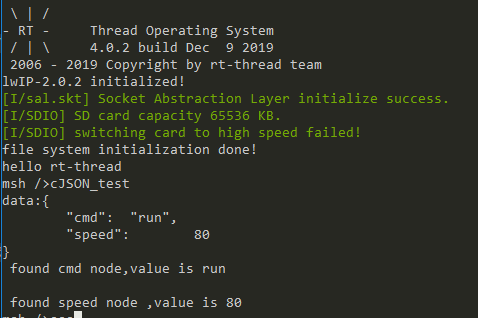 \ | /
- RT -     Thread Operating System
/ | \     4.0.2 build Dec  9 2019
2006 - 2019 Copyright by rt-thread team
lwIP-2.0.2 initialized!
[I/sal.skt] Socket Abstraction Layer initialize success.
[I/SDIO] SD card capacity 65536 KB.
[I/SDIO] switching card to high speed failed!
file system initialization done!
hello rt-thread
msh />cJSON_test
data:{
        "cmd":  "run",
        "speed":        80
}
found cmd node,value is run
found speed node ,value is 80